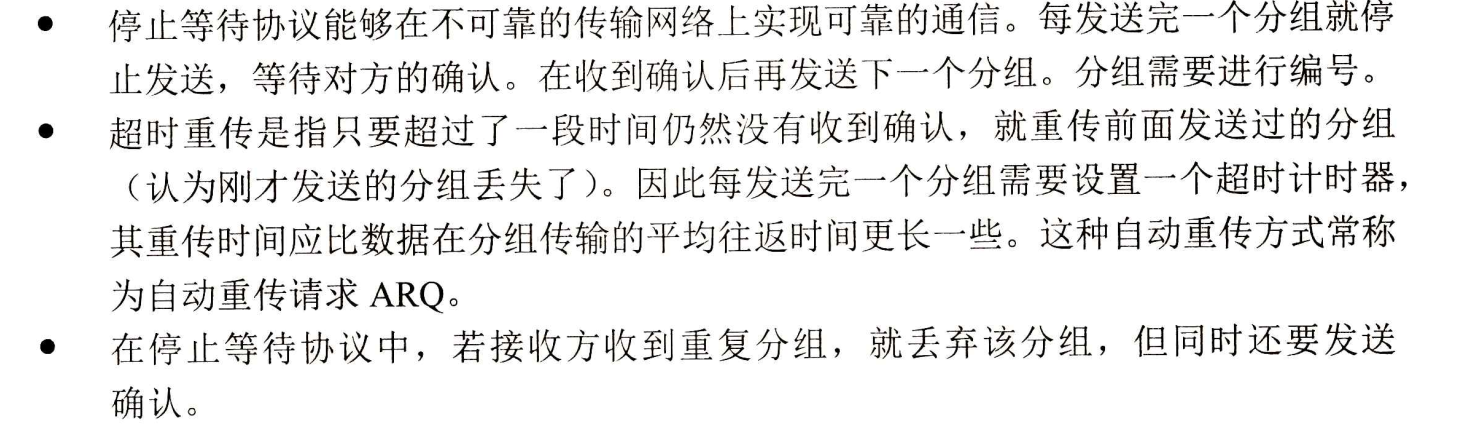 ● 停止等待协议能够在不可靠的传输网络上实现可靠的通信。每发送完一个分组就停
止发送，等待对方的确认。在收到确认后再发送下一个分组。分组需要进行编号。
● 超时重传是指只要超过了一段时间仍然没有收到确认，就重传前面发送过的分组
（认为刚才发送的分组丢失了）。因此每发送完一个分组需要设置一个超时计时器，
其重传时间应比数据在分组传输的平均往返时间更长一些。这种自动重传方式常称
为自动重传请求 ARQ。
● 在停止等待协议中，若接收方收到重复分组，就丢弃该分组，但同时还要发送
确认。